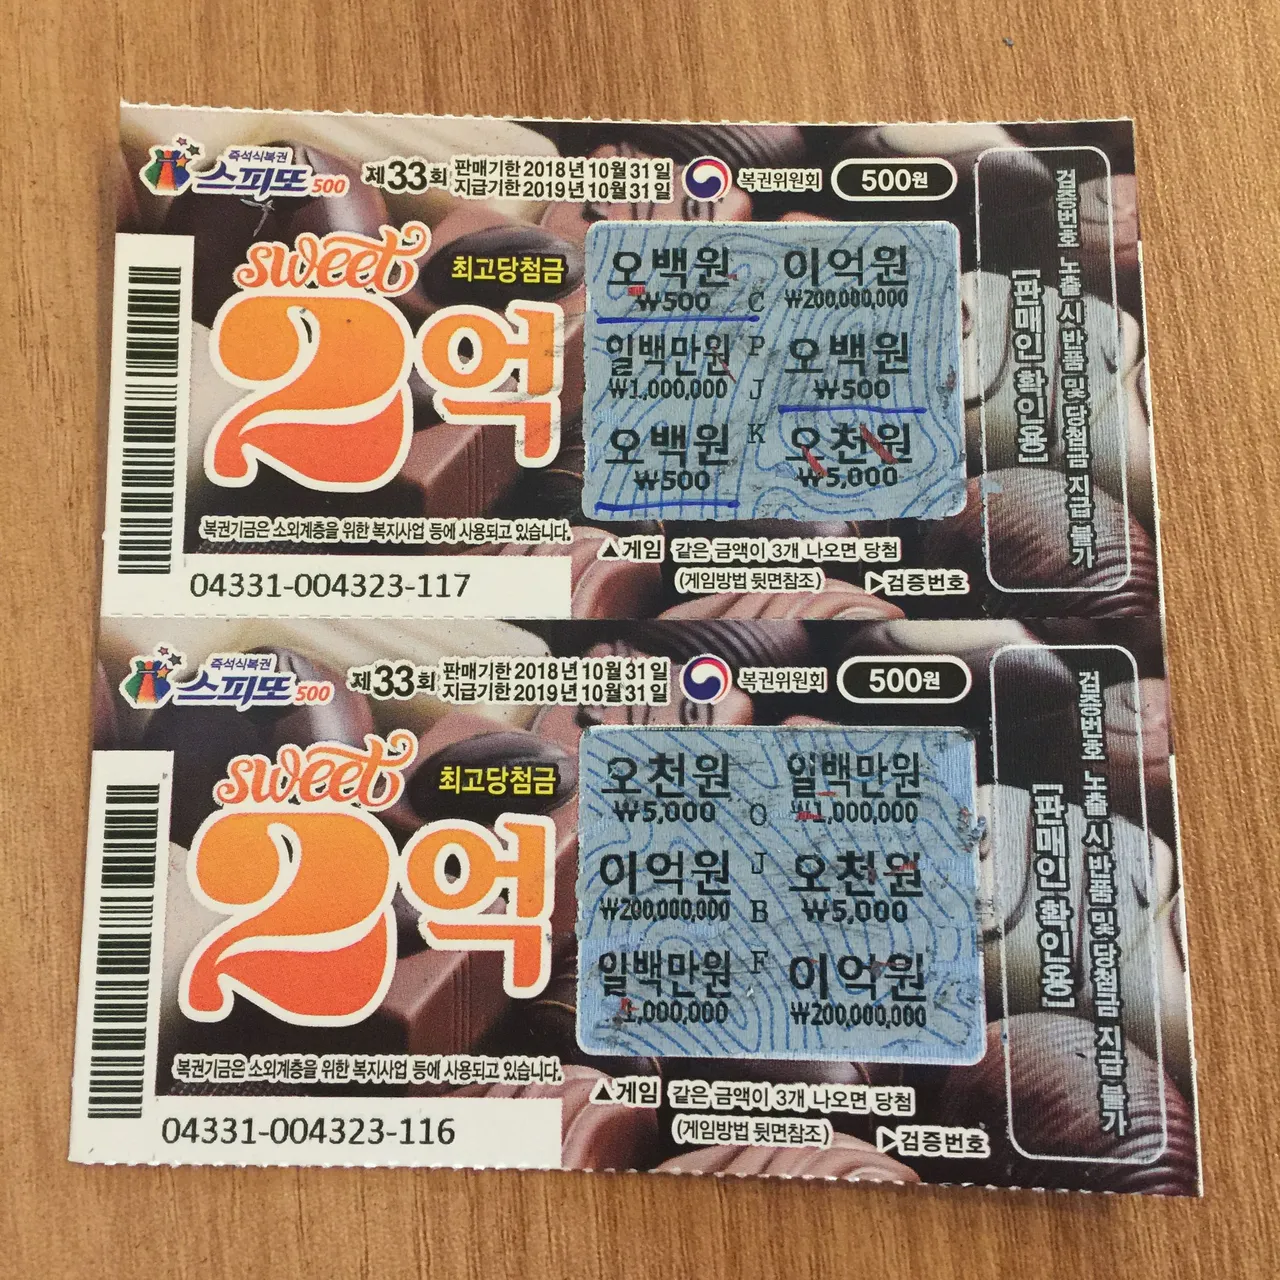 즉석식복권
스피또500
제33회
판매기한 2018년 10월 31일
지급기한 2019년 10월 31일
복권위원회
500원
sweet
2억
최고당첨금
오백원 이억원
₩500 C ₩200,000,000
일백만원 P 오백원
₩1,000,000 J ₩500
오백원 K 오천원
₩500 ₩5,000
복권기금은 소외계층을 위한 복지사업 등에 사용되고 있습니다.
▲게임 같은 금액이 3개 나오면 당첨
(게임방법 뒷면참조) ▷검증번호
04331-004323-117
검증번호 노출 시 반품 및 당첨금 지급 불가
[판매인 확인용]
즉석식복권
스피또500
제33회
판매기한 2018년 10월 31일
지급기한 2019년 10월 31일
복권위원회
500원
sweet
2억
최고당첨금
오천원 일백만원
₩5,000 O ₩1,000,000
이억원 J 오천원
₩200,000,000 B ₩5,000
일백만원 F 이억원
1,000,000 ₩200,000,000
복권기금은 소외계층을 위한 복지사업 등에 사용되고 있습니다.
▲게임 같은 금액이 3개 나오면 당첨
(게임방법 뒷면참조) ▷검증번호
04331-004323-116
검증번호 노출 시 반품 및 당첨금 지급 불가
[판매인 확인용]